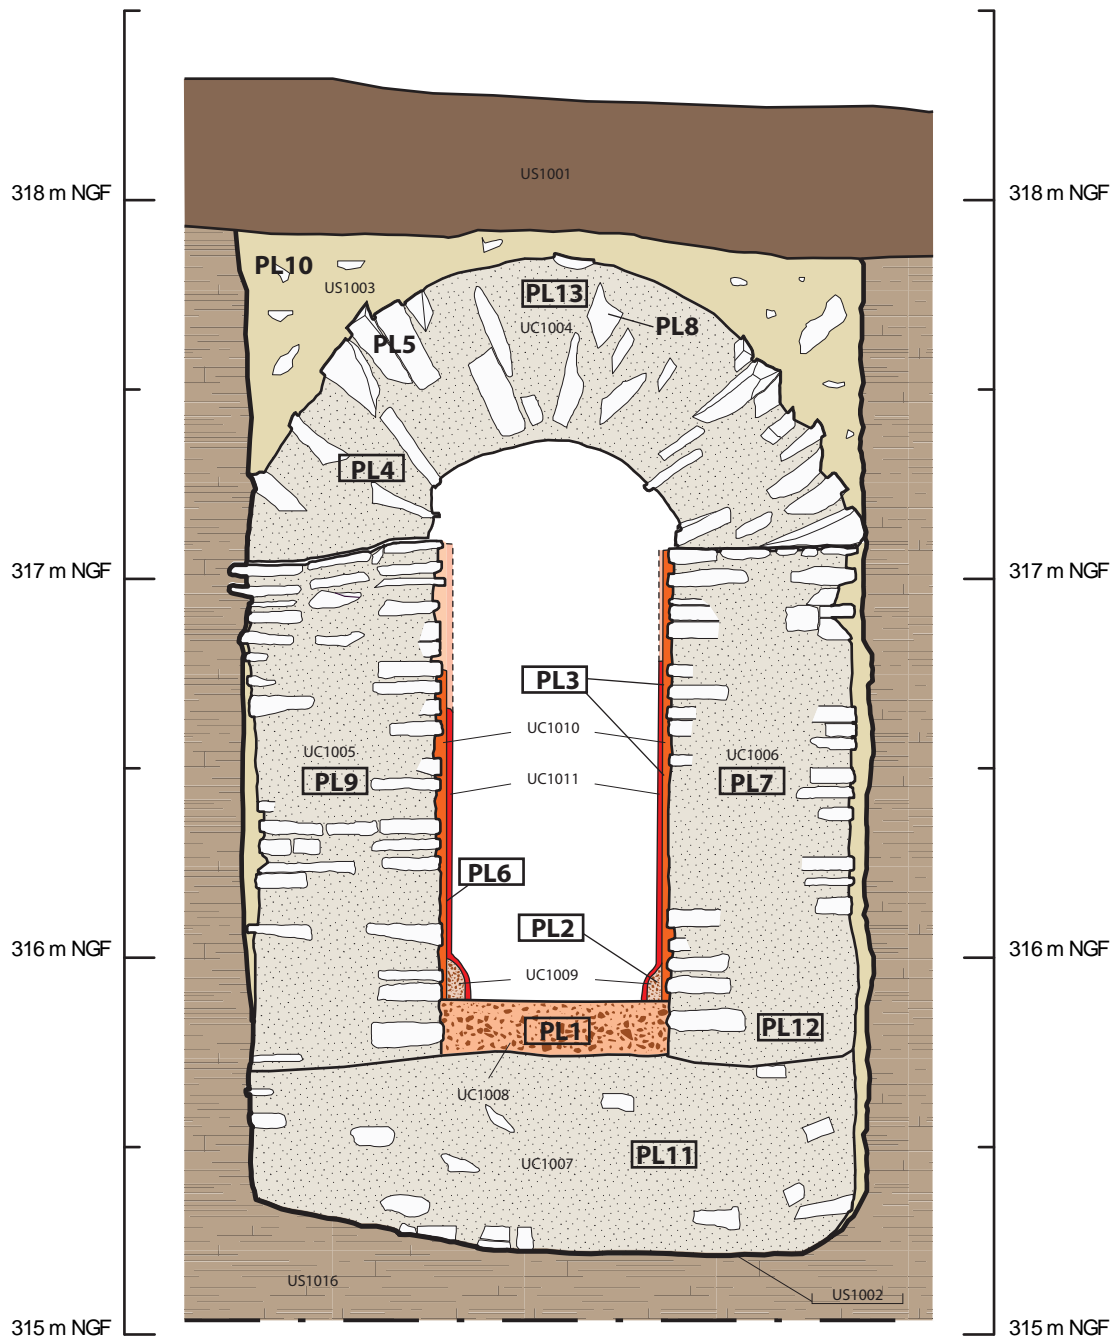 US1001
318 m NGF
318 m NGF
PL10
US1003
PL13
UC1004
PL8
PL5
PL4
317 m NGF
317 m NGF
PL3
UC1010
UC1005
UC1006
PL9
UC1011
PL7
PL6
PL2
316 m NGF
316 m NGF
UC1009
PL1
PL12
UC1008
PL11
UC1007
US1016
US1002
315 m NGF
315 m NGF